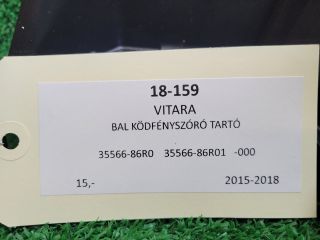 18-159
VITARA
BAL KÖDFÉNYSZÓRÓ TARTÓ
35566-86R0 35566-86R01 -000
15,- 2015-2018